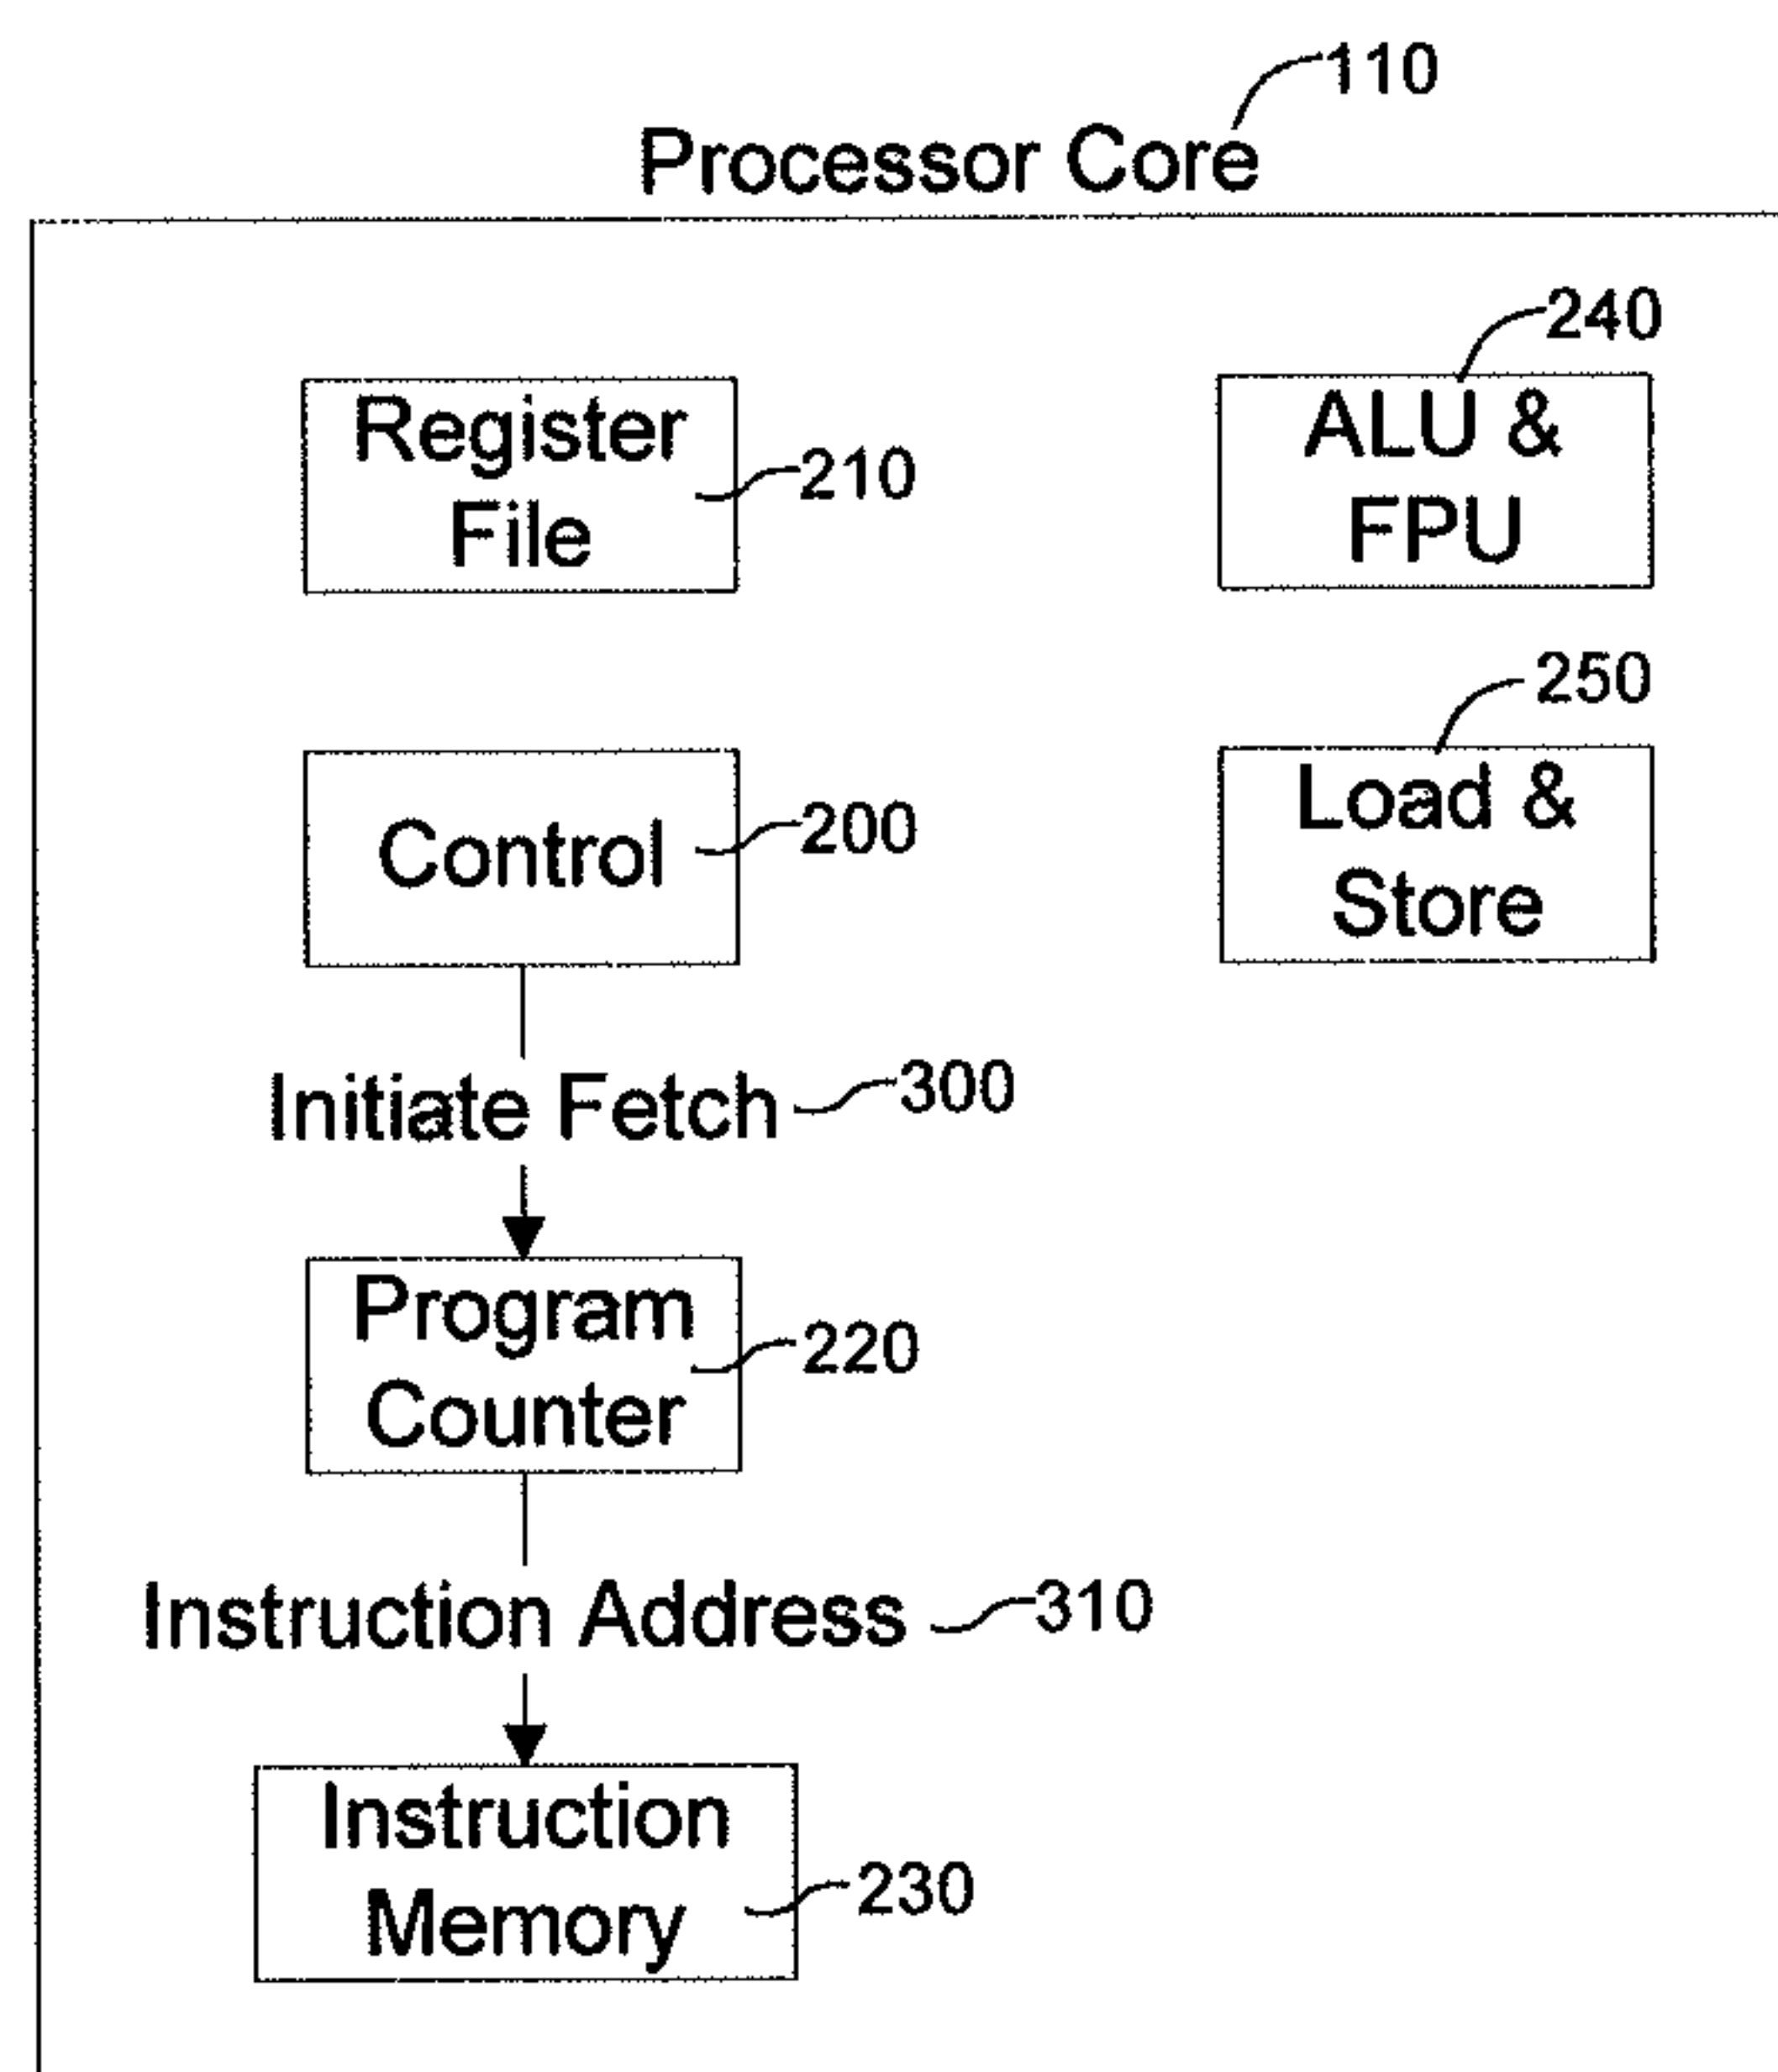 110
Processor Core
240
Register
File
210
ALU &
FPU
250
Control
200
Load &
Store
Initiate Fetch
300
Program
Counter
220
Instruction Address
310
Instruction
Memory
230